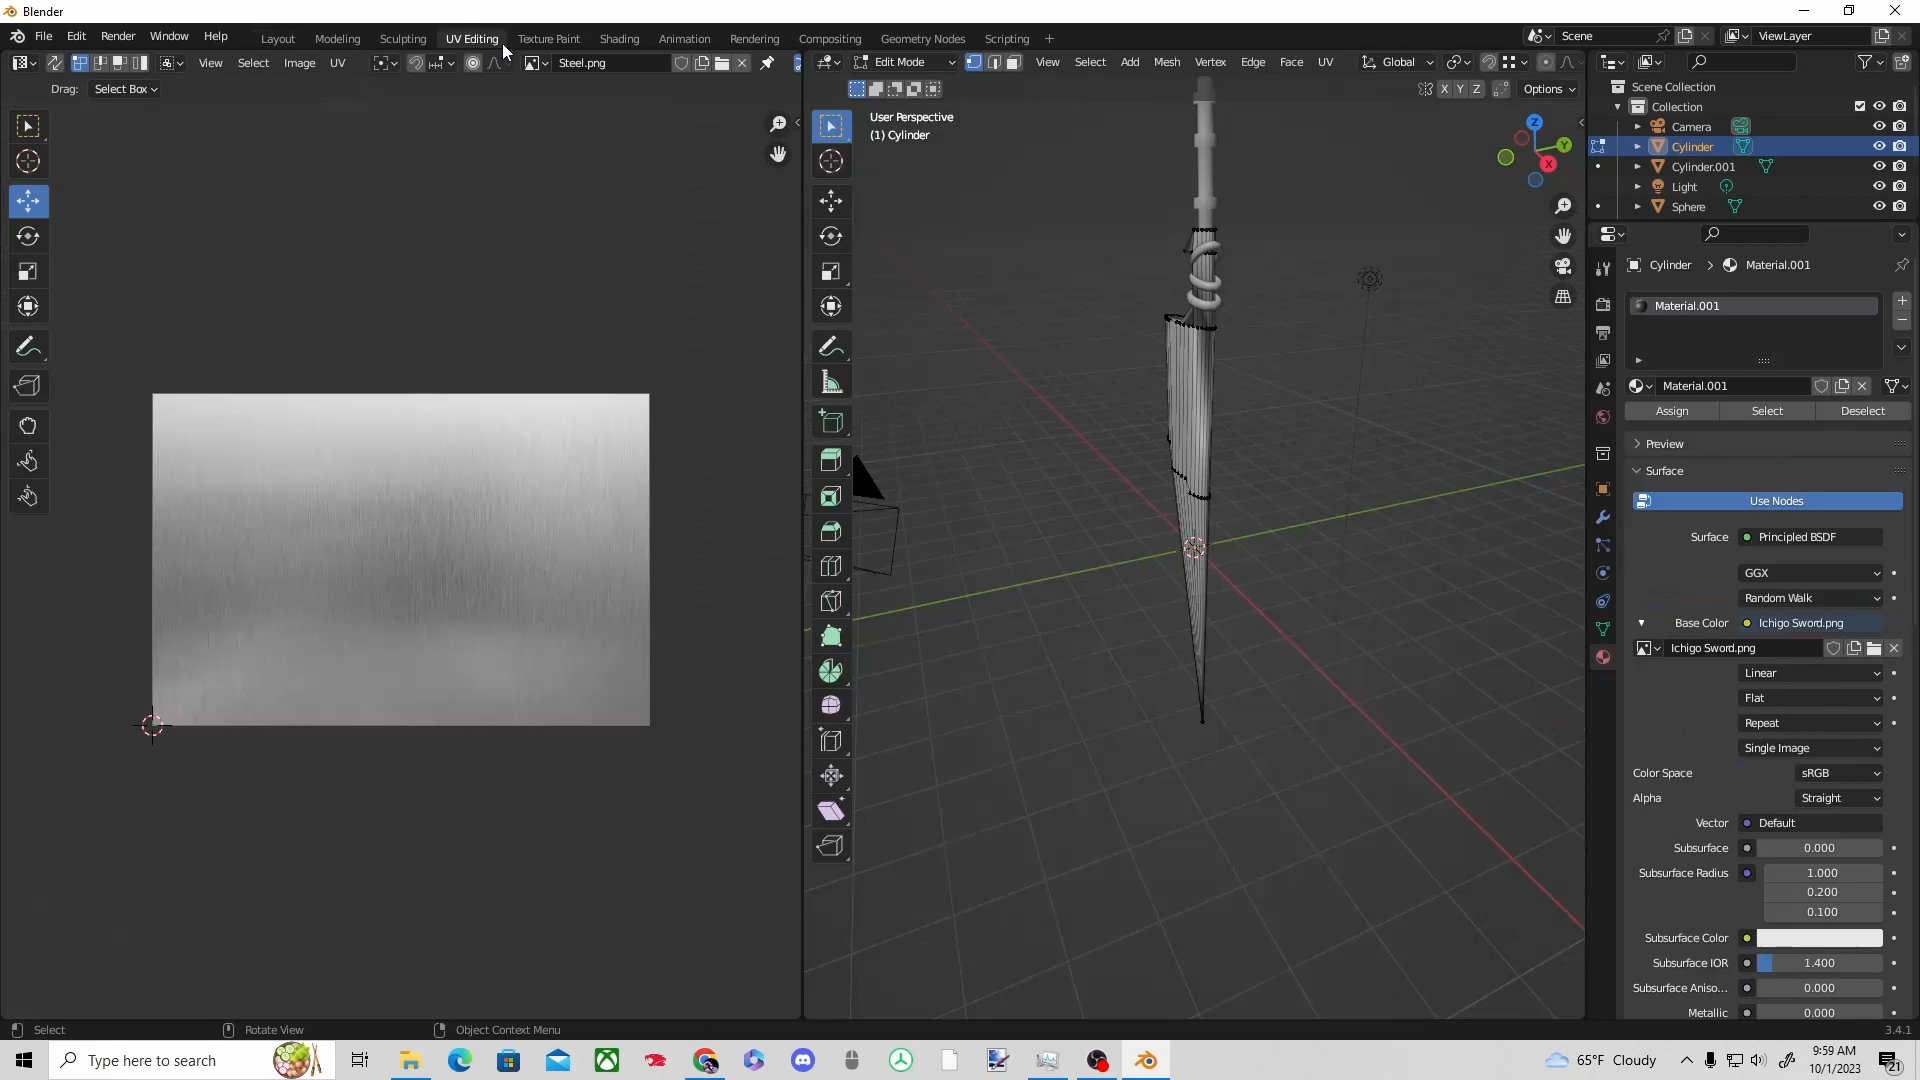 Blender
File Edit Render Window Help
Layout Modeling Sculpting UV Editing Texture Paint Shading Animation Rendering Compositing Geometry Nodes Scripting +
Scene
ViewLayer
View Select Image UV
Steel.png
Edit Mode
View Select Add Mesh Vertex Edge Face UV
Global
Drag: Select Box
X Y Z
Options
User Perspective
(1) Cylinder
Z
Y
X
Scene Collection
Collection
Camera
Cylinder
Cylinder.001
Light
Sphere
Cylinder > Material.001
Material.001
Material.001
Assign Select Deselect
Preview
Surface
Use Nodes
Surface Principled BSDF
GGX
Random Walk
Base Color Ichigo Sword.png
Ichigo Sword.png
Linear
Flat
Repeat
Single Image
Color Space sRGB
Alpha Straight
Vector Default
Subsurface 0.000
Subsurface Radius 1.000
0.200
0.100
Subsurface Color
Subsurface IOR 1.400
Subsurface Aniso... 0.000
Metallic 0.000
Select
Rotate View
Object Context Menu
3.4.1
Type here to search
65°F Cloudy
9:59 AM
10/1/2023
21